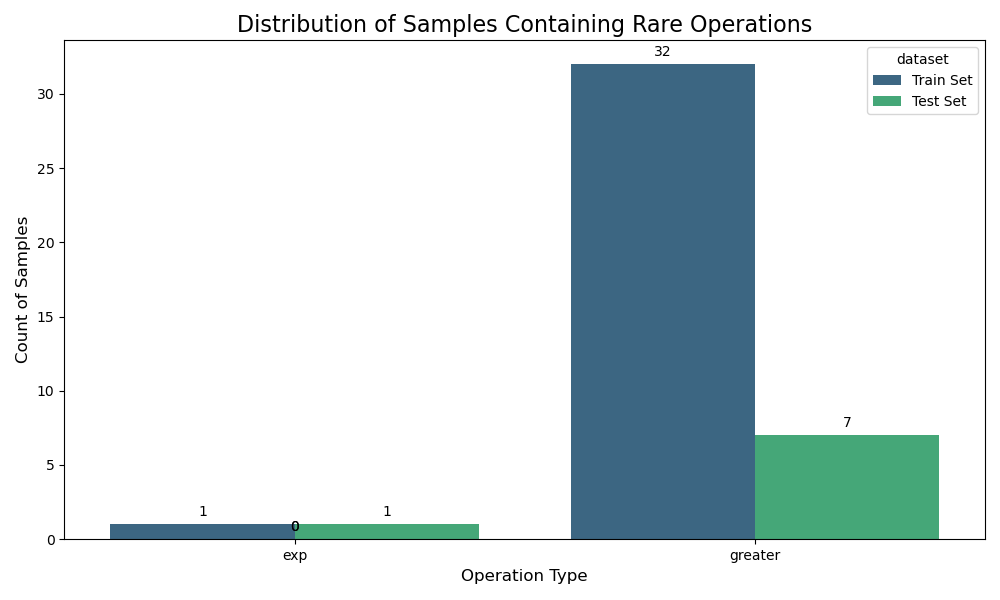 Distribution of Samples Containing Rare Operations
dataset
Train Set
Test Set
Count of Samples
30
25
20
15
10
5
0
32
7
1
0
1
exp
greater
Operation Type